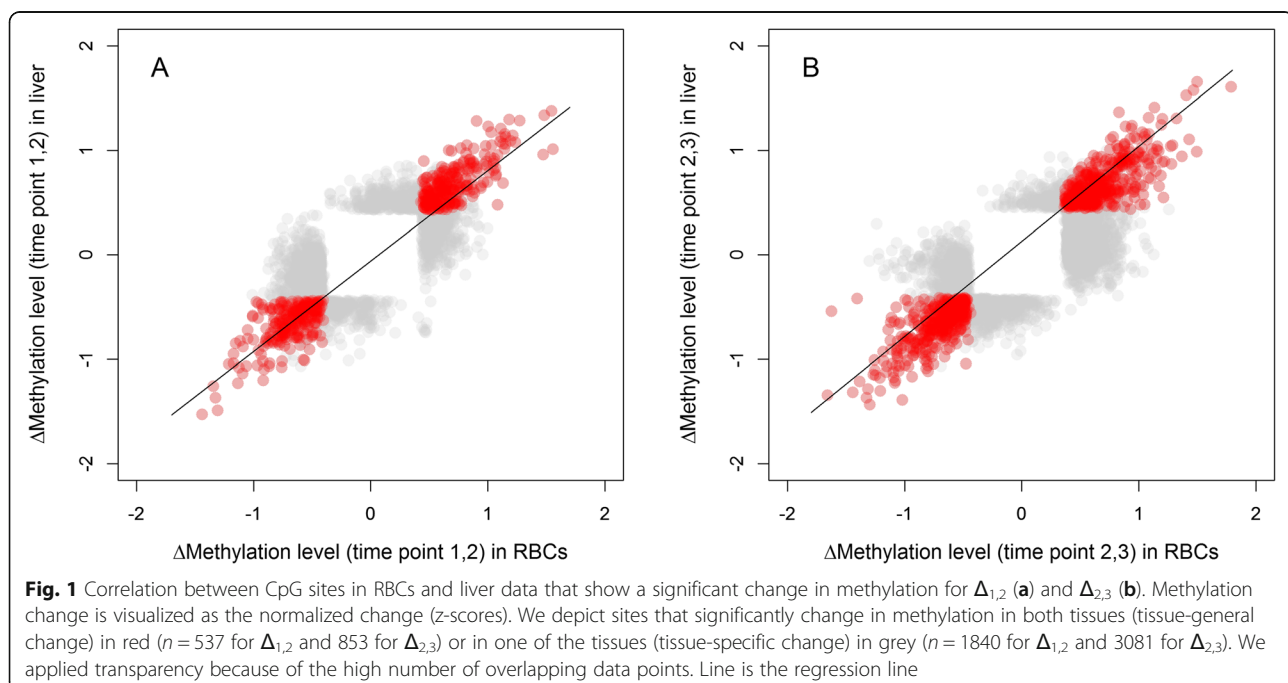 A
2
1
0
-1
-2
ΔMethylation level (time point 1,2) in liver
-2 -1 0 1 2
ΔMethylation level (time point 1,2) in RBCs
B
2
1
0
-1
-2
ΔMethylation level (time point 2,3) in liver
-2 -1 0 1 2
ΔMethylation level (time point 2,3) in RBCs
Fig. 1 Correlation between CpG sites in RBCs and liver data that show a significant change in methylation for Δ1,2 (a) and Δ2,3 (b). Methylation
change is visualized as the normalized change (z-scores). We depict sites that significantly change in methylation in both tissues (tissue-general
change) in red (n = 537 for Δ1,2 and 853 for Δ2,3) or in one of the tissues (tissue-specific change) in grey (n = 1840 for Δ1,2 and 3081 for Δ2,3). We
applied transparency because of the high number of overlapping data points. Line is the regression line